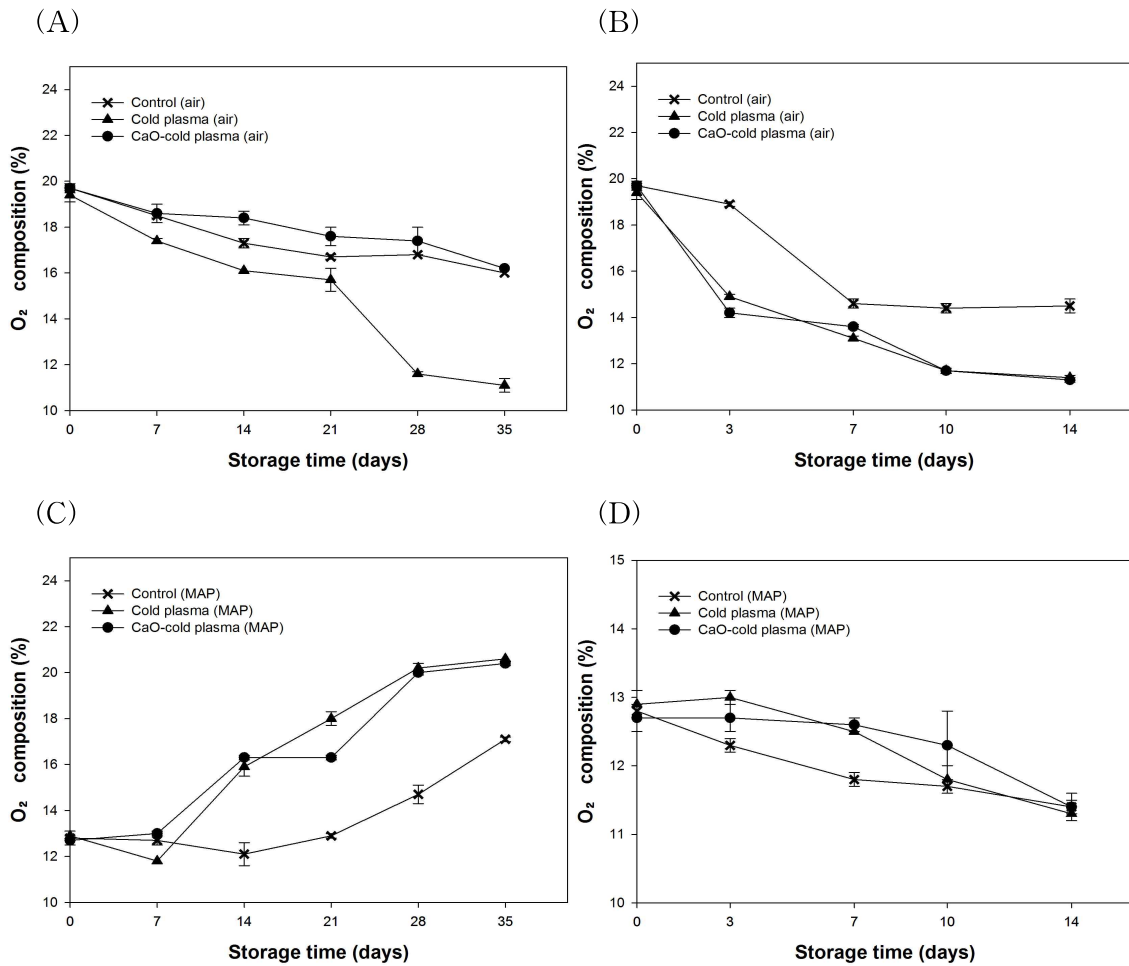 (A)
24
22
20
18
16
14
12
10
O₂ composition (%)
Control (air)
Cold plasma (air)
CaO-cold plasma (air)
0 7 14 21 28 35
Storage time (days)
(B)
24
22
20
18
16
14
12
10
O₂ composition (%)
Control (air)
Cold plasma (air)
CaO-cold plasma (air)
0 3 7 10 14
Storage time (days)
(C)
24
22
20
18
16
14
12
10
O₂ composition (%)
Control (MAP)
Cold plasma (MAP)
CaO-cold plasma (MAP)
0 7 14 21 28 35
Storage time (days)
(D)
15
14
13
12
11
10
O₂ composition (%)
Control (MAP)
Cold plasma (MAP)
CaO-cold plasma (MAP)
0 3 7 10 14
Storage time (days)